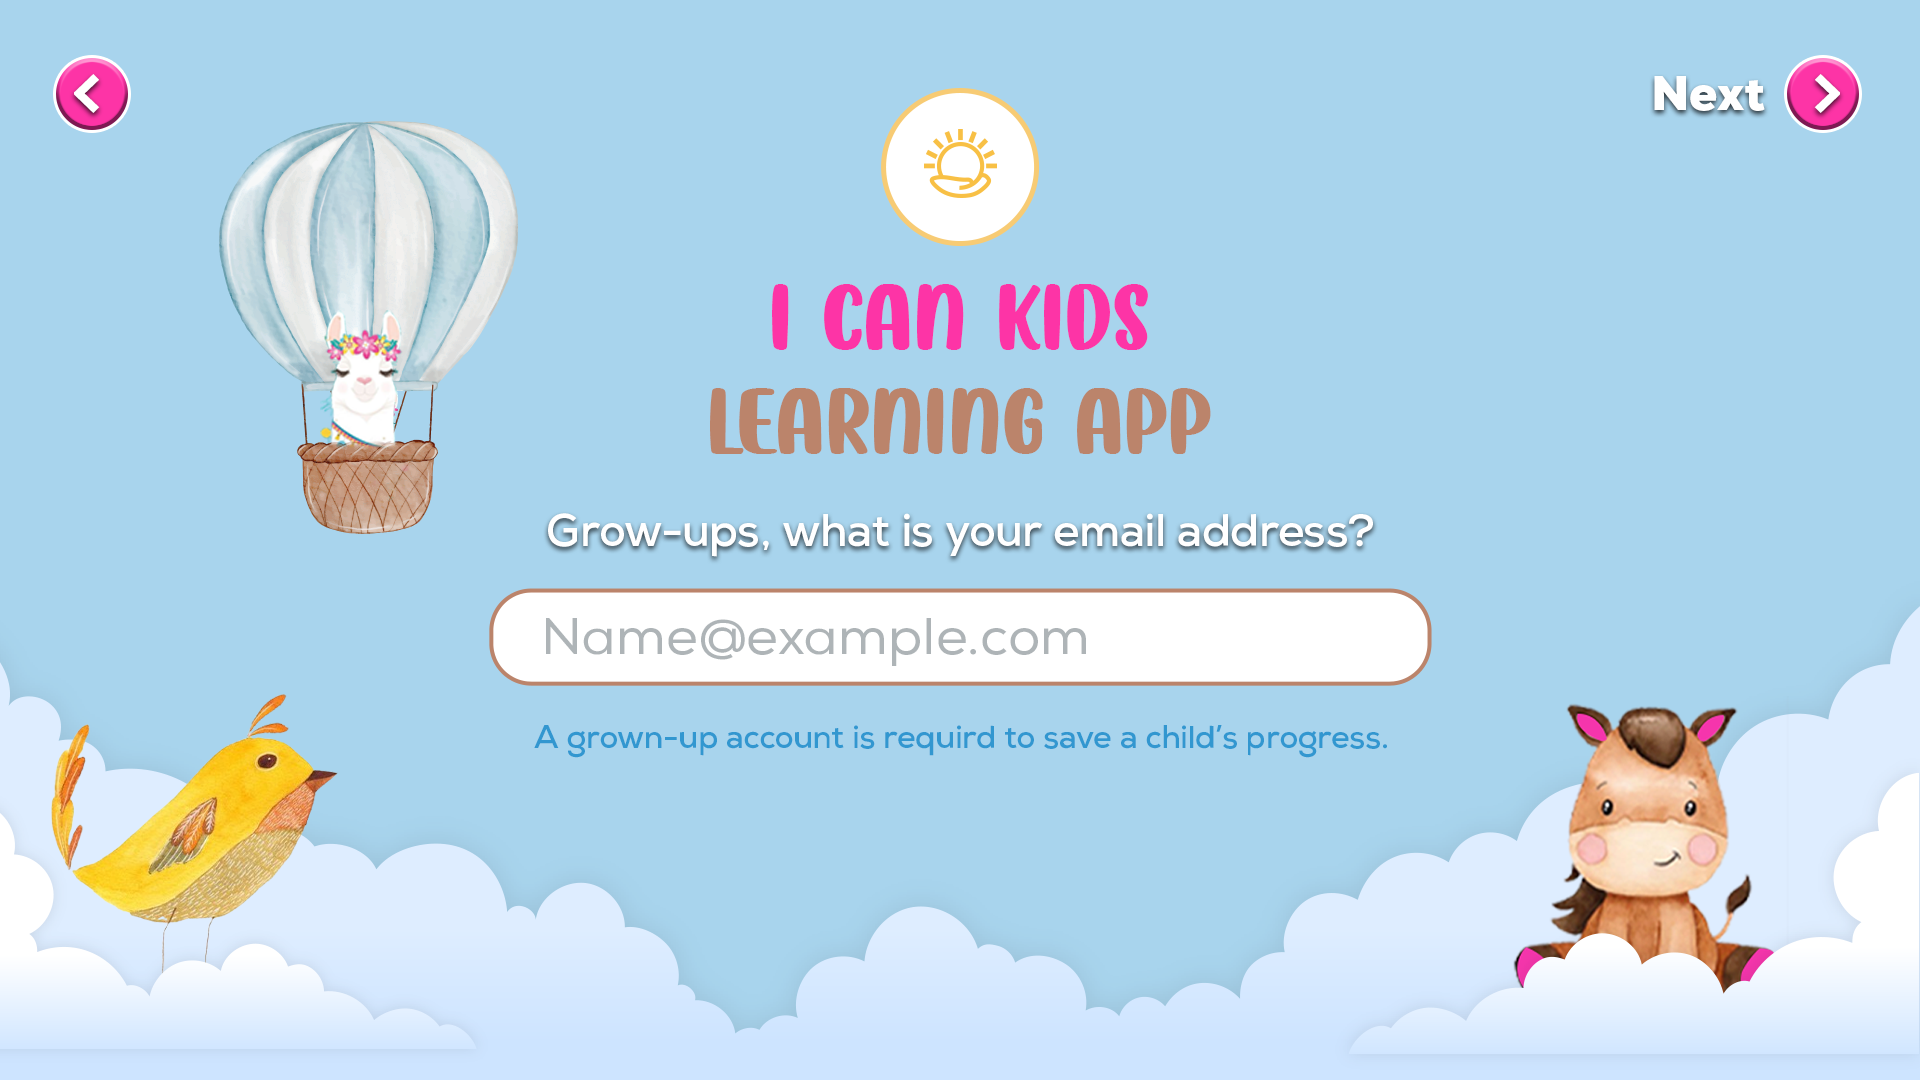 Next
I CAN KIDS
LEARNING APP
Grow-ups, what is your email address?
Name@example.com
A grown-up account is requird to save a child's progress.